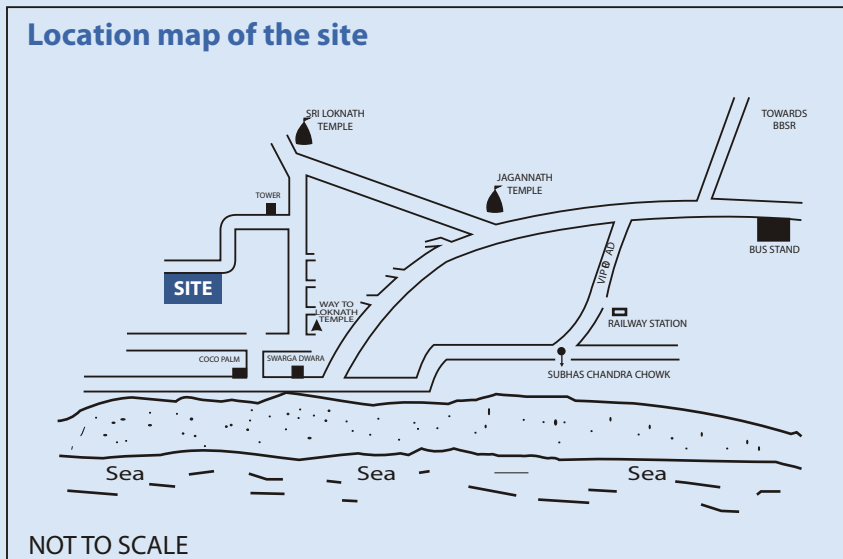 Location map of the site
SRI LOKNATH
TEMPLE
TOWARDS
BBSR
JAGANNATH
TEMPLE
TOWER
BUS STAND
SITE
WAY TO
LOKNATH
TEMPLE
RAILWAY STATION
COCO PALM
SWARGA DWARA
SUBHAS CHANDRA CHOWK
Sea
Sea
Sea
NOT TO SCALE